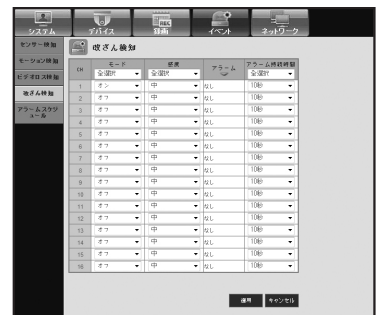 システム デバイス 録画 イベント ネットワーク
REC
センサー検知
モーション検知
ビデオロス検知
改ざん検知
アラームスケジュール
改ざん検知
CH モード 感度 アラーム アラーム持続時間
全選択 全選択 全選択
1 オン 中 なし 10秒
2 オフ 中 なし 10秒
3 オフ 中 なし 10秒
4 オフ 中 なし 10秒
5 オフ 中 なし 10秒
6 オフ 中 なし 10秒
7 オフ 中 なし 10秒
8 オフ 中 なし 10秒
9 オフ 中 なし 10秒
10 オフ 中 なし 10秒
11 オフ 中 なし 10秒
12 オフ 中 なし 10秒
13 オフ 中 なし 10秒
14 オフ 中 なし 10秒
15 オフ 中 なし 10秒
16 オフ 中 なし 10秒
適用 キャンセル